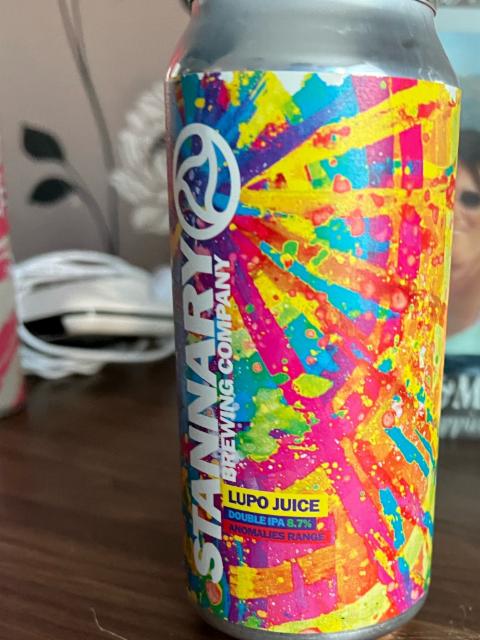 STANNARY
BREWING COMPANY
LUPO JUICE
DOUBLE IPA 8.7%
ANOMALIES RANGE